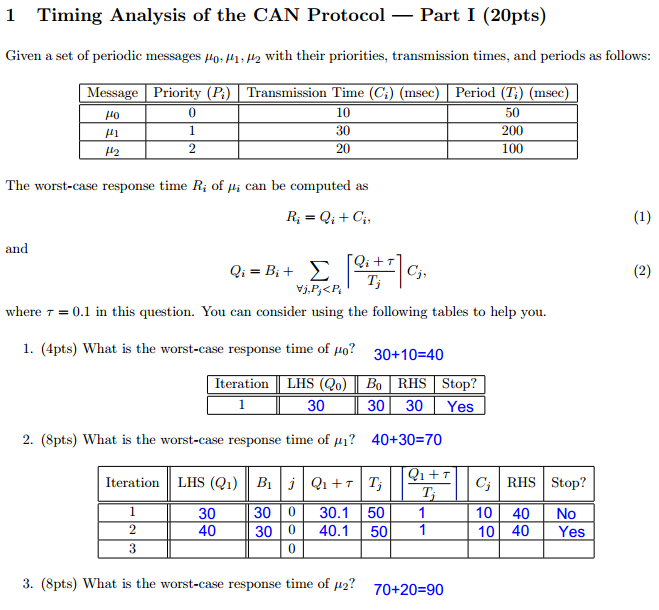 1 Timing Analysis of the CAN Protocol — Part I (20pts)
Given a set of periodic messages μ₀, μ₁, μ₂ with their priorities, transmission times, and periods as follows:
Message Priority (Pᵢ) Transmission Time (Cᵢ) (msec) Period (Tᵢ) (msec)
μ₀ 0 10 50
μ₁ 1 30 200
μ₂ 2 20 100
The worst-case response time Rᵢ of μᵢ can be computed as
Rᵢ = Qᵢ + Cᵢ, (1)
and
Qᵢ = Bᵢ + ∑_{∀j,Pⱼ<Pᵢ} ⌈(Qᵢ + τ)/Tⱼ⌉ Cⱼ, (2)
where τ = 0.1 in this question. You can consider using the following tables to help you.
1. (4pts) What is the worst-case response time of μ₀? 30+10=40
Iteration LHS (Q₀) B₀ RHS Stop?
1 30 30 30 Yes
2. (8pts) What is the worst-case response time of μ₁? 40+30=70
Iteration LHS (Q₁) B₁ j Q₁ + τ Tⱼ ⌈(Q₁ + τ)/Tⱼ⌉ Cⱼ RHS Stop?
1 30 30 0 30.1 50 1 10 40 No
2 40 30 0 40.1 50 1 10 40 Yes
3 0
3. (8pts) What is the worst-case response time of μ₂? 70+20=90